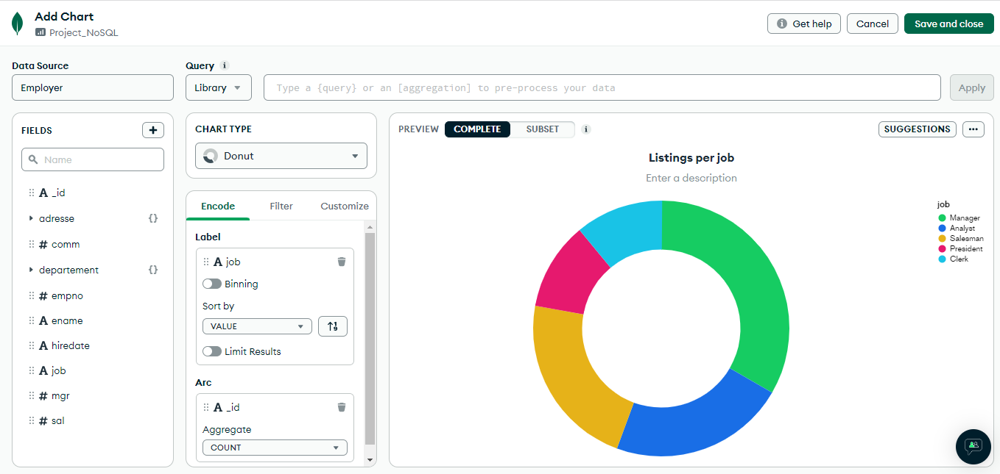 Add Chart
Project_NoSQL
Get help
Cancel
Save and close
Data Source
Employer
Query i
Library
Type a {query} or an [aggregation] to pre-process your data
Apply
FIELDS
+
Name
A _id
adresse {}
# comm
departement {}
# empno
A ename
A hiredate
A job
# mgr
# sal
CHART TYPE
Donut
Encode
Filter
Customize
Label
A job
Binning
Sort by
VALUE
Limit Results
Arc
A _id
Aggregate
COUNT
PREVIEW
COMPLETE
SUBSET
i
SUGGESTIONS
Listings per job
Enter a description
job
Manager
Analyst
Salesman
President
Clerk